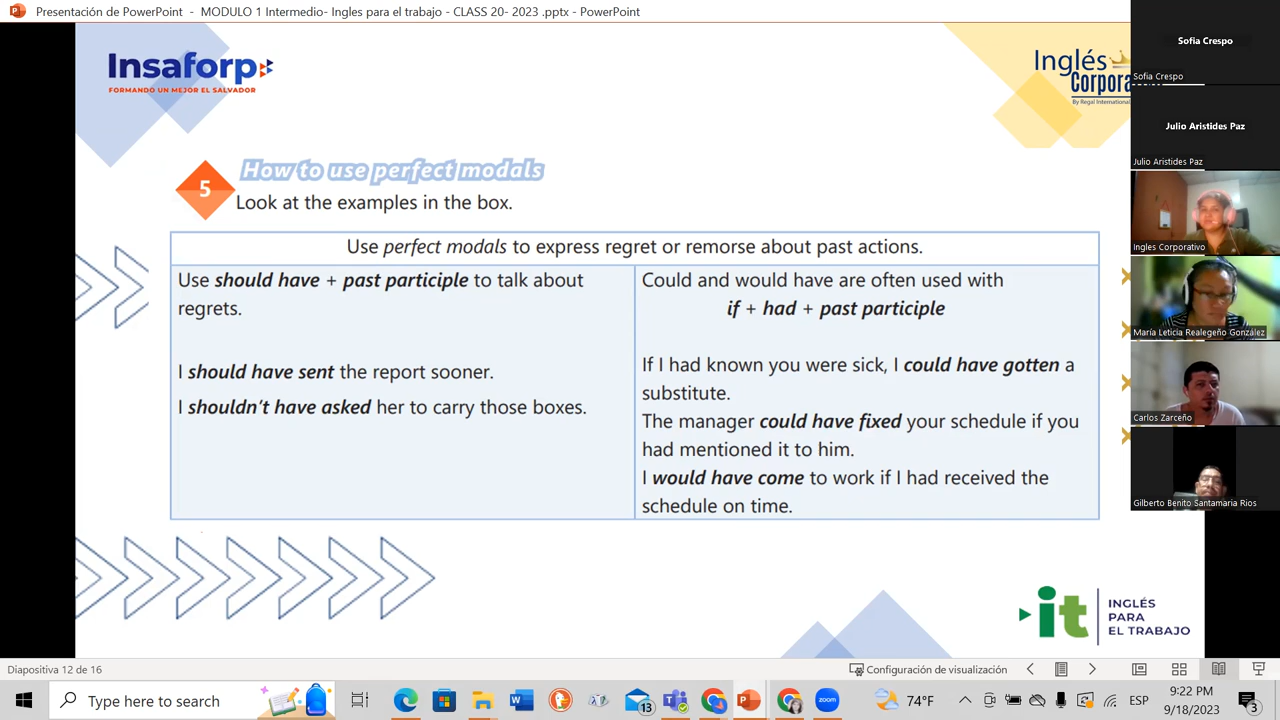 Presentación de PowerPoint - MODULO 1 Intermedio- Ingles para el trabajo - CLASS 20- 2023 .pptx - PowerPoint
Insaforp
FORMANDO UN MEJOR EL SALVADOR
Inglés
By Regal International
5
How to use perfect modals
Look at the examples in the box.
Use perfect modals to express regret or remorse about past actions.
Use should have + past participle to talk about
regrets.
I should have sent the report sooner.
I shouldn't have asked her to carry those boxes.
Could and would have are often used with
if + had + past participle
If I had known you were sick, I could have gotten a
substitute.
The manager could have fixed your schedule if you
had mentioned it to him.
I would have come to work if I had received the
schedule on time.
it
INGLÉS
PARA
EL TRABAJO
Sofia Crespo
Sofia Crespo
Julio Aristides Paz
Julio Aristides Paz
Ingles Corporativo
María Leticia Realegeño González
Carlos Zarceño
Gilberto Benito Santamaria Rios
Diapositiva 12 de 16
Configuración de visualización
Type here to search
13
zoom
74°F
ESP
9:22 PM
9/18/2023
3